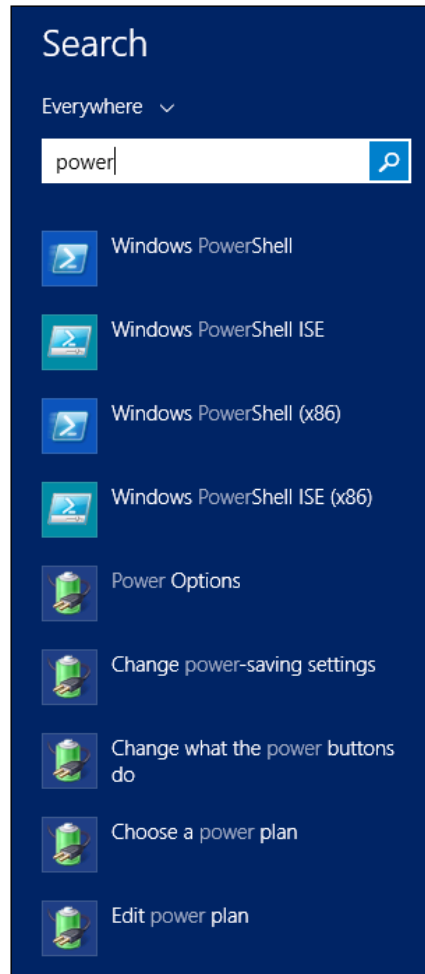 Search
Everywhere
power
Windows PowerShell
Windows PowerShell ISE
Windows PowerShell (x86)
Windows PowerShell ISE (x86)
Power Options
Change power-saving settings
Change what the power buttons
do
Choose a power plan
Edit power plan